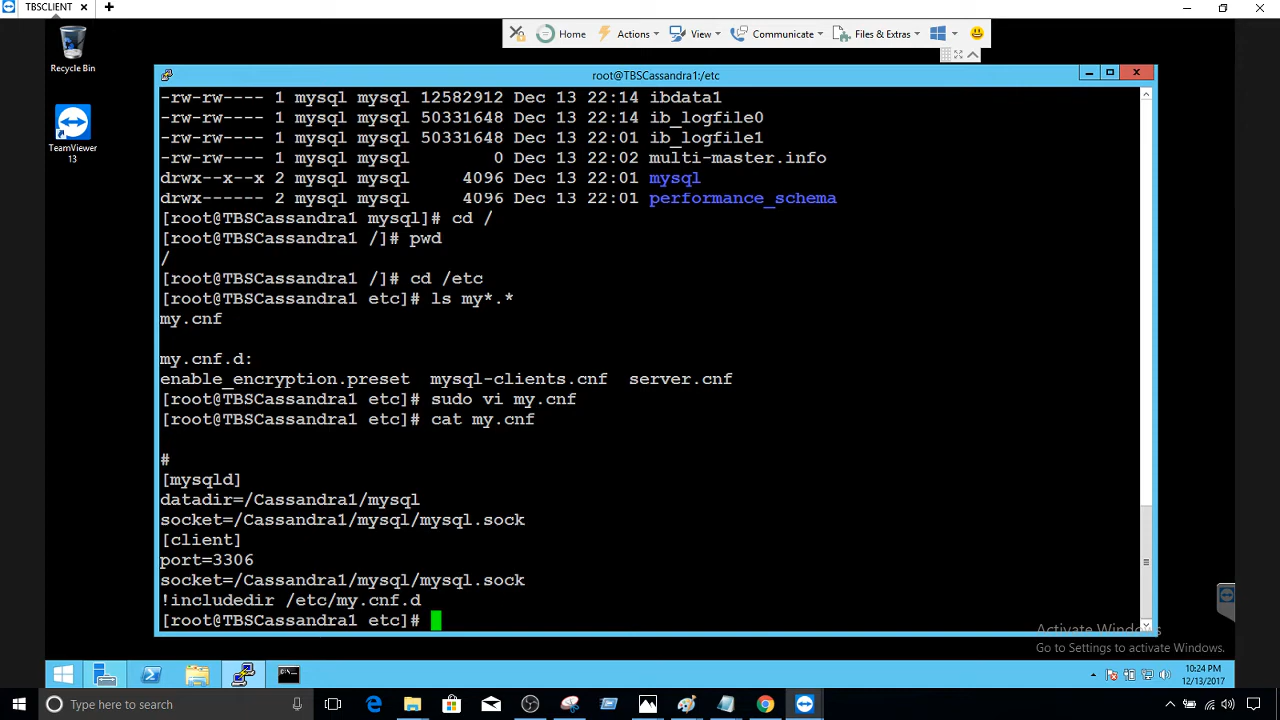 TBSCLIENT
Home
Actions
View
Communicate
Files & Extras
Recycle Bin
TeamViewer
13
root@TBSCassandra1:/etc
-rw-rw---- 1 mysql mysql 12582912 Dec 13 22:14 ibdata1
-rw-rw---- 1 mysql mysql 50331648 Dec 13 22:14 ib_logfile0
-rw-rw---- 1 mysql mysql 50331648 Dec 13 22:01 ib_logfile1
-rw-rw---- 1 mysql mysql 0 Dec 13 22:02 multi-master.info
drwx--x--x 2 mysql mysql 4096 Dec 13 22:01 mysql
drwx------ 2 mysql mysql 4096 Dec 13 22:01 performance_schema
[root@TBSCassandra1 mysql]# cd /
[root@TBSCassandra1 /]# pwd
/
[root@TBSCassandra1 /]# cd /etc
[root@TBSCassandra1 etc]# ls my*.*
my.cnf
my.cnf.d:
enable_encryption.preset mysql-clients.cnf server.cnf
[root@TBSCassandra1 etc]# sudo vi my.cnf
[root@TBSCassandra1 etc]# cat my.cnf
#
[mysqld]
datadir=/Cassandra1/mysql
socket=/Cassandra1/mysql/mysql.sock
[client]
port=3306
socket=/Cassandra1/mysql/mysql.sock
!includedir /etc/my.cnf.d
[root@TBSCassandra1 etc]#
Activate Windows
Go to Settings to activate Windows.
10:24 PM
12/13/2017
Type here to search